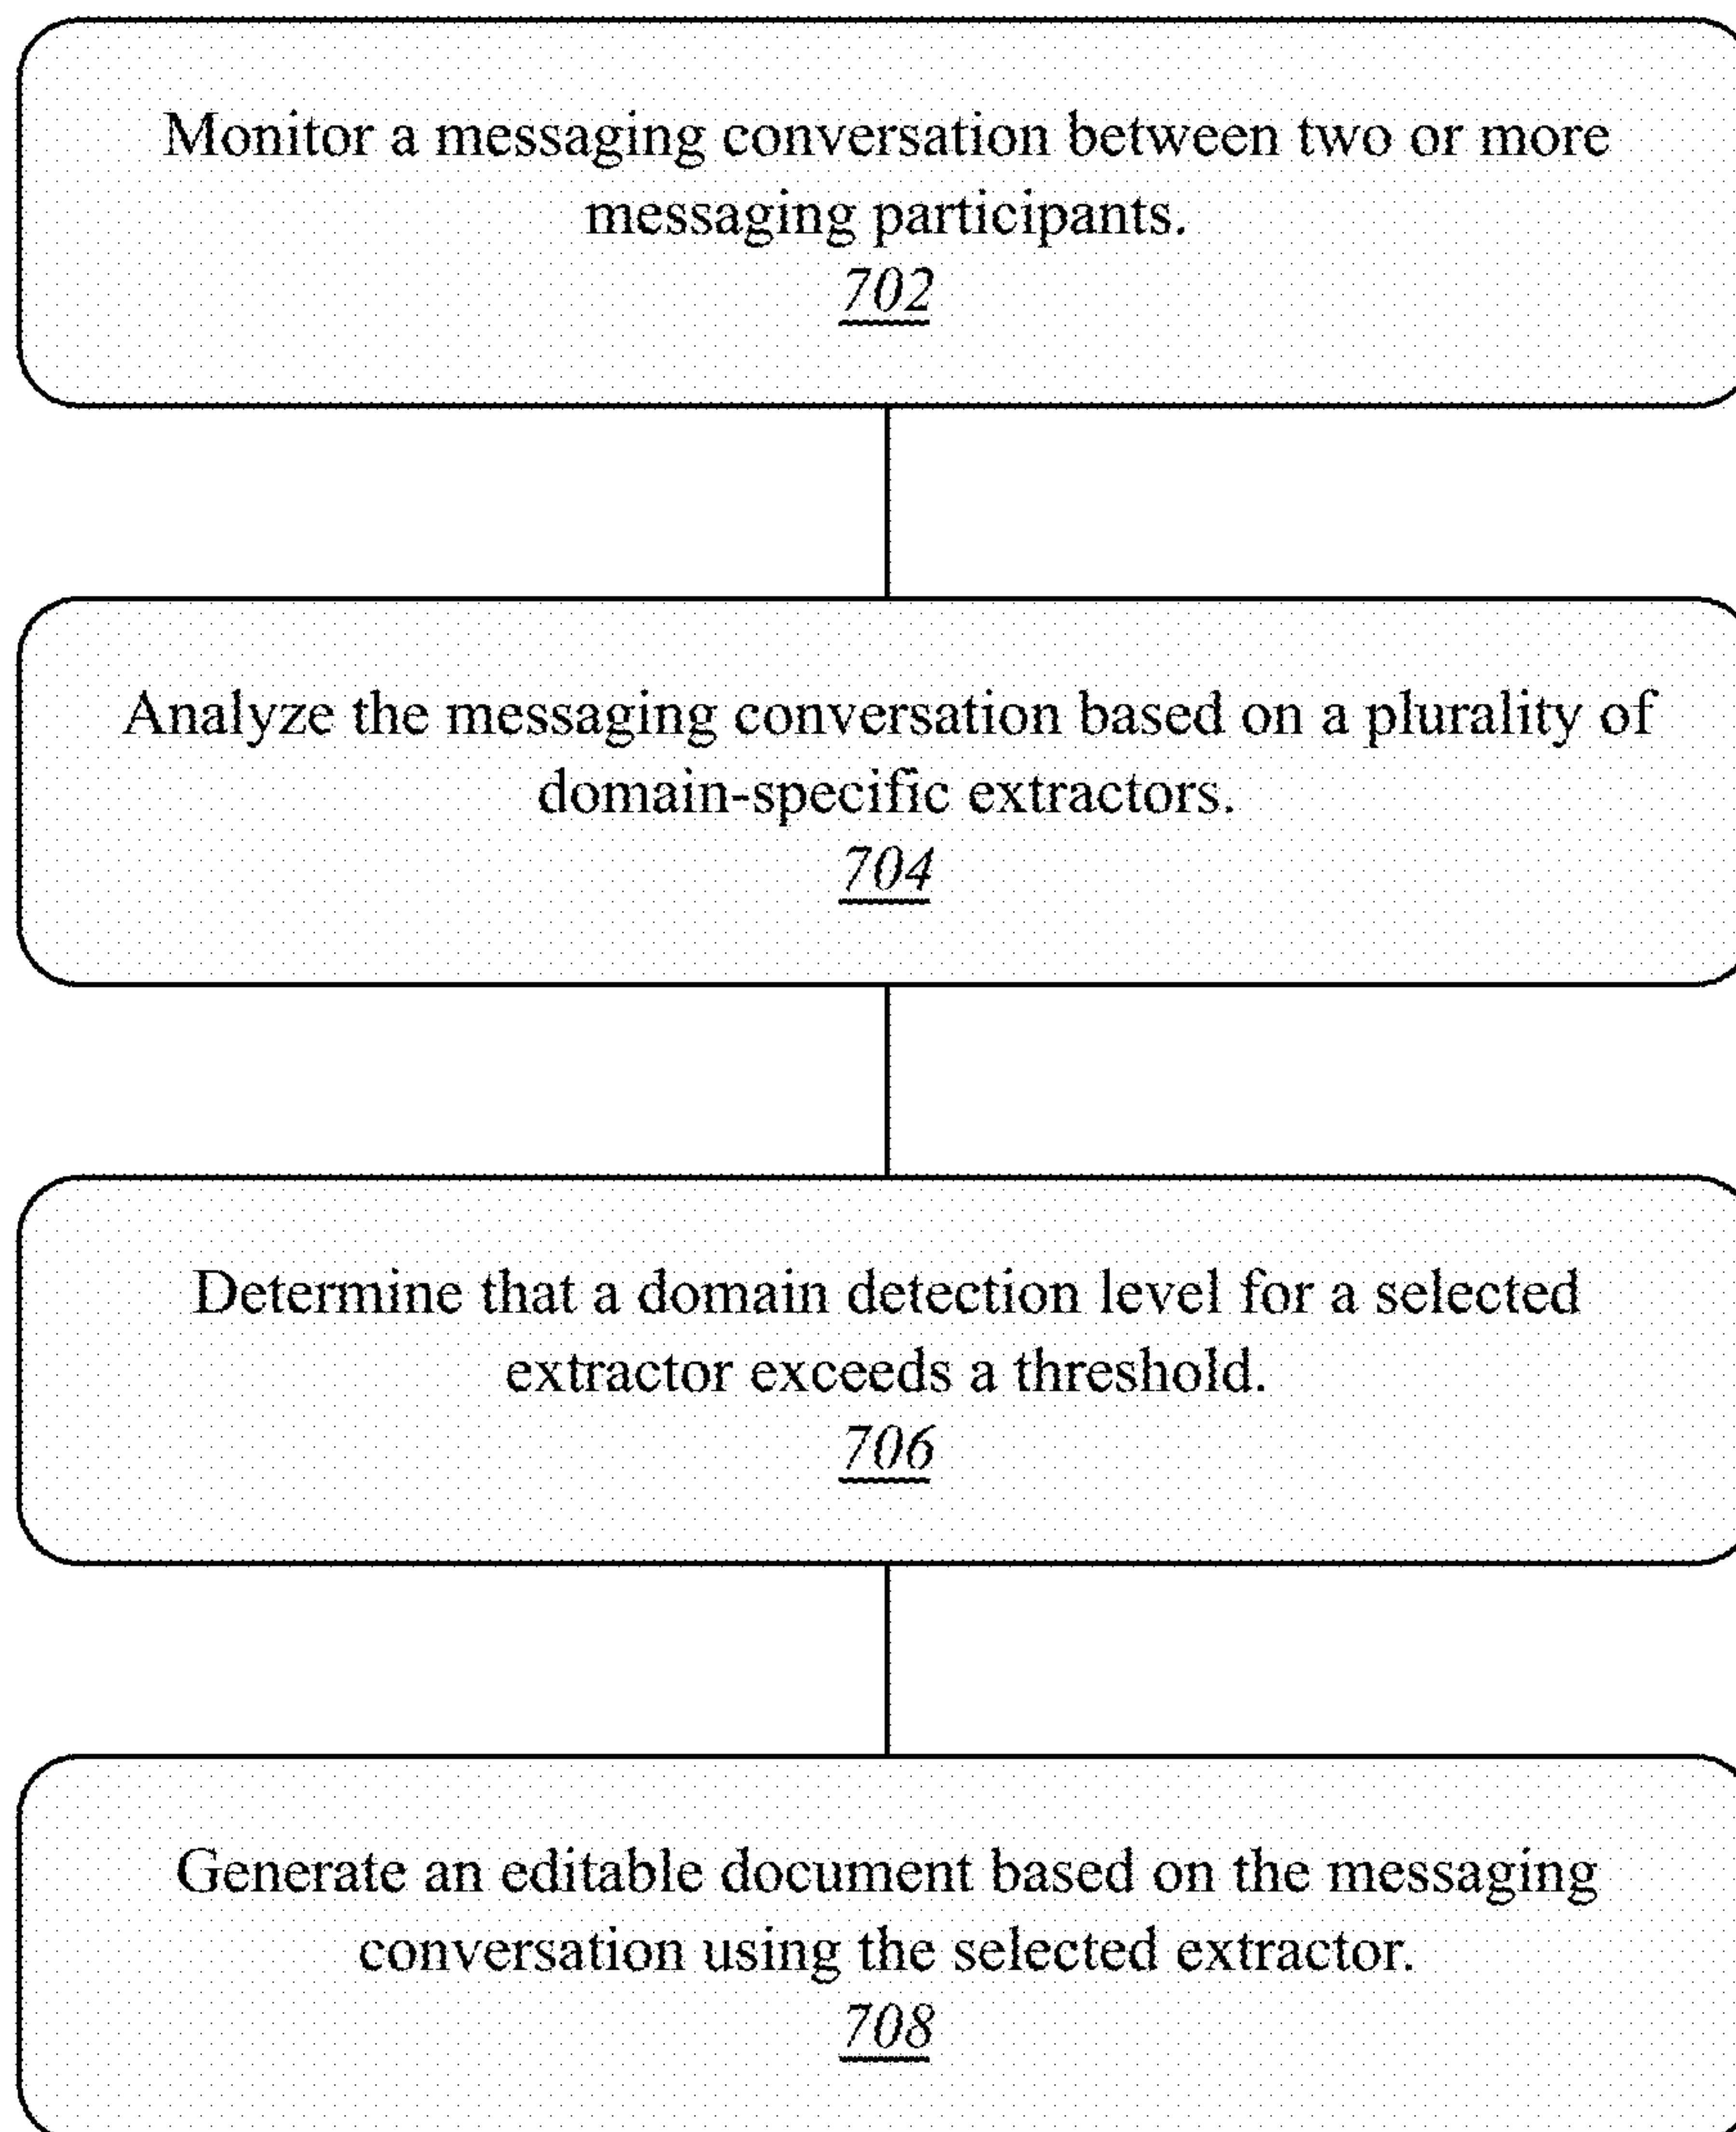 Monitor a messaging conversation between two or more
messaging participants.
702
Analyze the messaging conversation based on a plurality of
domain-specific extractors.
704
Determine that a domain detection level for a selected
extractor exceeds a threshold.
706
Generate an editable document based on the messaging
conversation using the selected extractor.
708